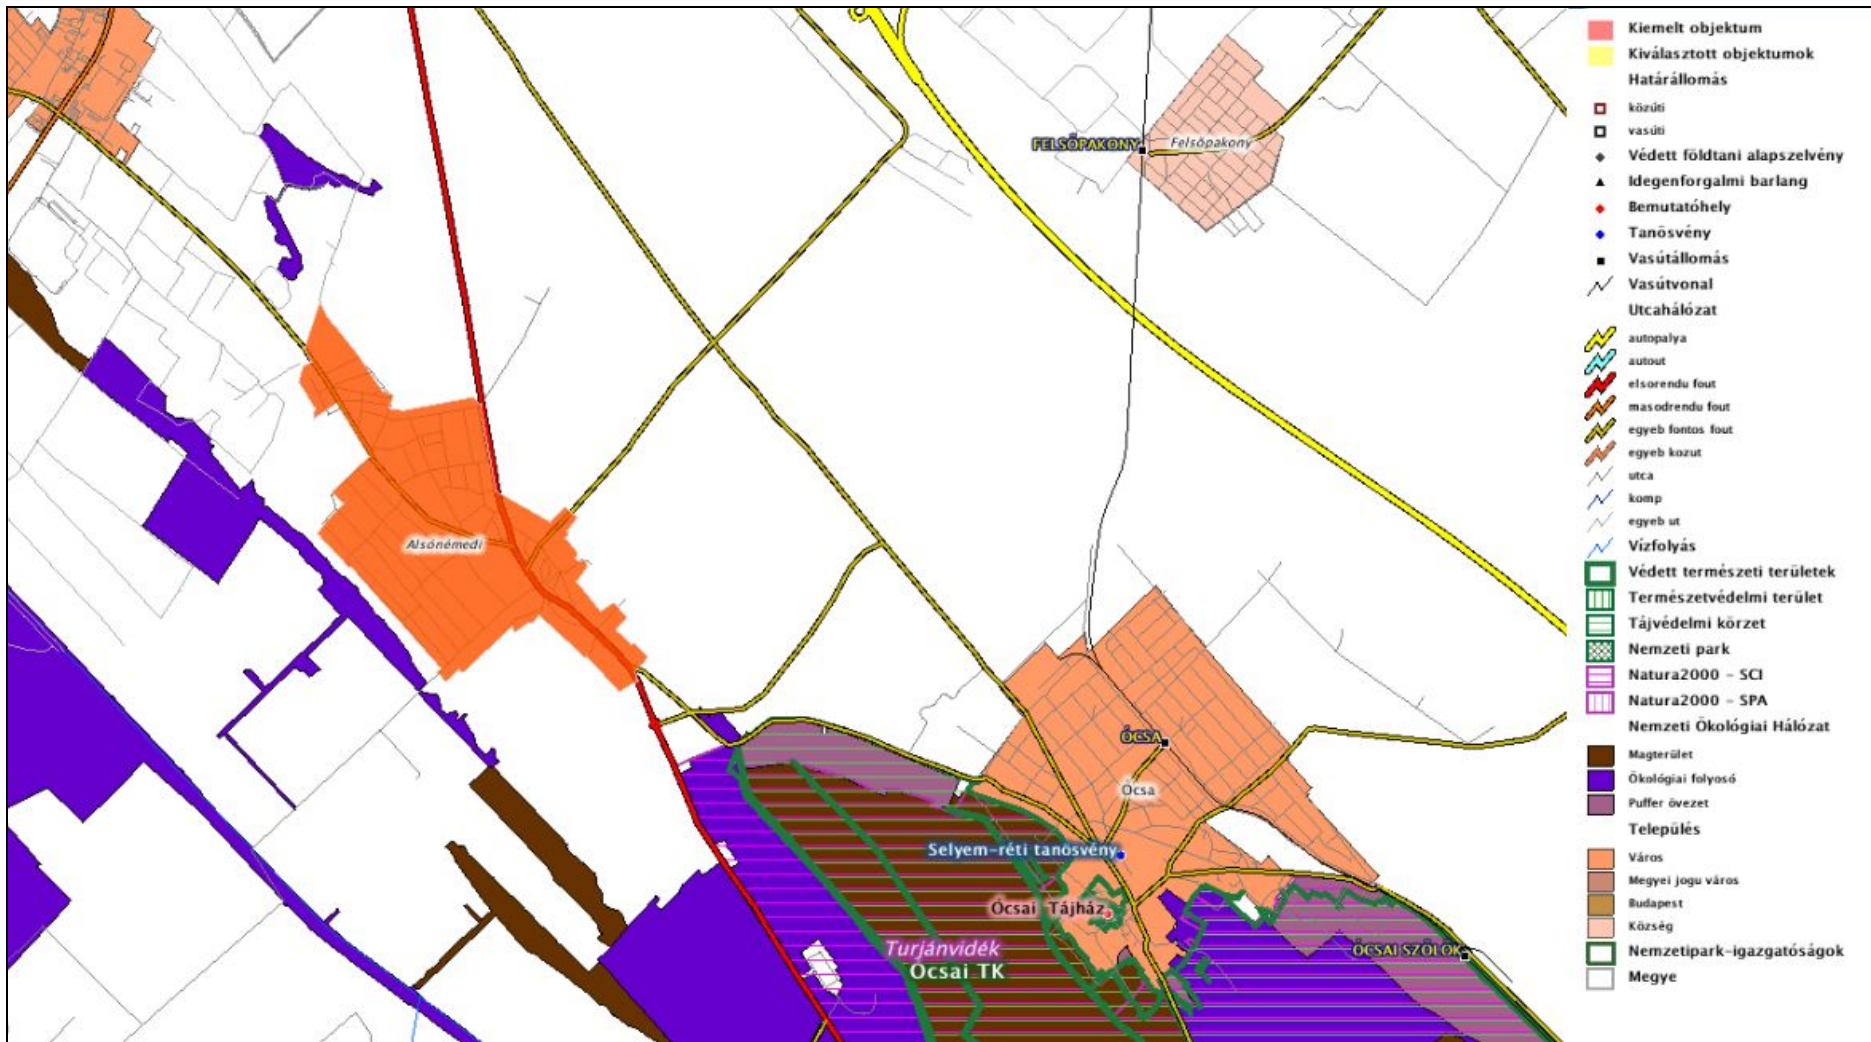 FELSŐPAKONY
Felsőpakony
Alsónémedi
ÓCSA
Ócsa
Selyem-réti tanösvény
Ócsai Tájház
Turjánvidék
Ócsai TK
ÓCSAI SZŐLŐK
Kiemelt objektum
Kiválasztott objektumok
Határállomás
közúti
vasúti
Védett földtani alapszelvény
Idegenforgalmi barlang
Bemutatóhely
Tanösvény
Vasútállomás
Vasútvonal
Utcahálózat
autopalya
autout
elsorendu fout
masodrendu fout
egyeb fontos fout
egyeb kozut
utca
komp
egyeb ut
Vízfolyás
Védett természeti területek
Természetvédelmi terület
Tájvédelmi körzet
Nemzeti park
Natura2000 - SCI
Natura2000 - SPA
Nemzeti Ökológiai Hálózat
Magterület
Ökológiai folyosó
Puffer övezet
Település
Város
Megyei jogu város
Budapest
Község
Nemzetipark-igazgatóságok
Megye